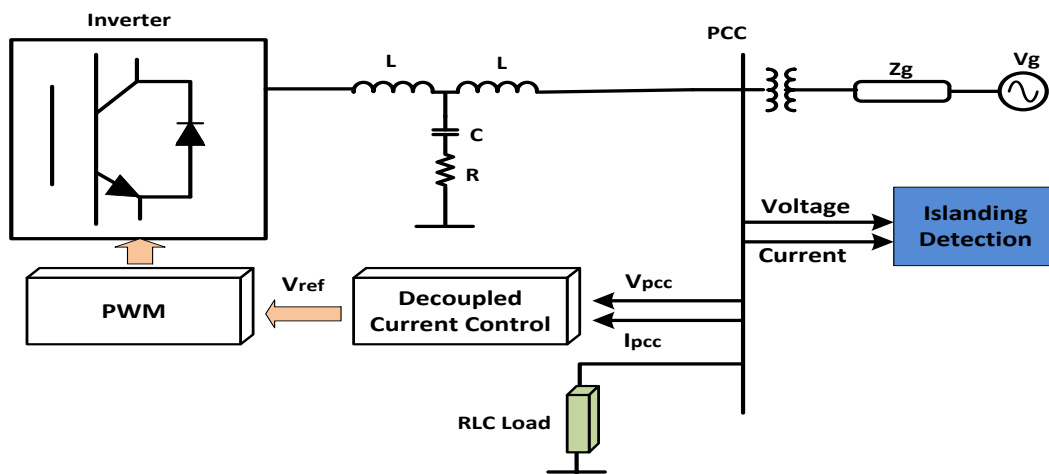 Inverter
PCC
L
L
Zg
Vg
C
R
Voltage
Current
Islanding
Detection
PWM
Vref
Decoupled
Current Control
Vpcc
Ipcc
RLC Load